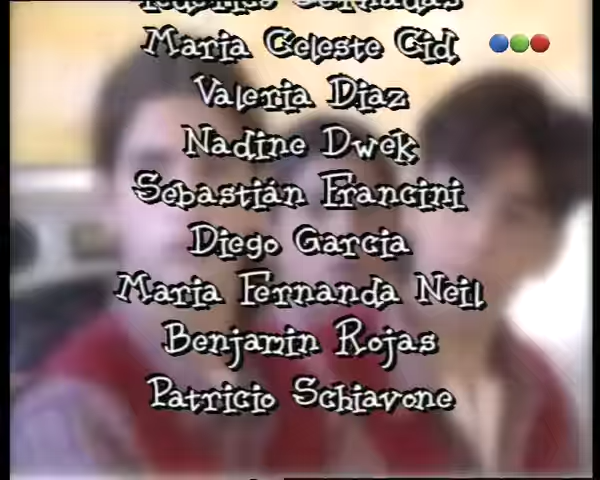 Maria Celeste Cid
Valeria Diaz
Nadine Dwek
Sebastián Francini
Diego Garcia
Maria Fernanda Neil
Benjamin Rojas
Patricio Schiavone